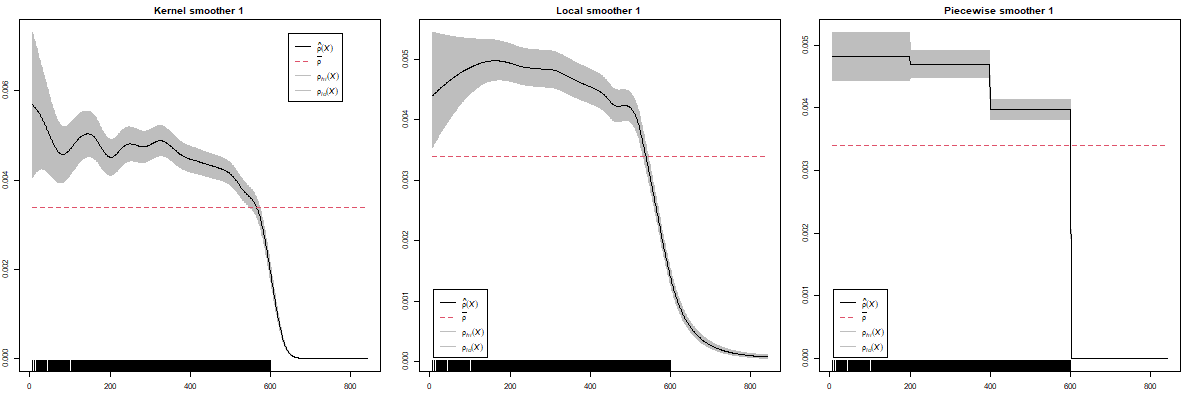 Kernel smoother 1
0.006
0.004
0.002
0.000
0 200 400 600 800
ρ̂(X)
ρ̄
ρhi(X)
ρlo(X)
Local smoother 1
0.005
0.004
0.003
0.002
0.001
0.000
0 200 400 600 800
ρ̂(X)
ρ̄
ρhi(X)
ρlo(X)
Piecewise smoother 1
0.005
0.004
0.003
0.002
0.001
0.000
0 200 400 600 800
ρ̂(X)
ρ̄
ρhi(X)
ρlo(X)